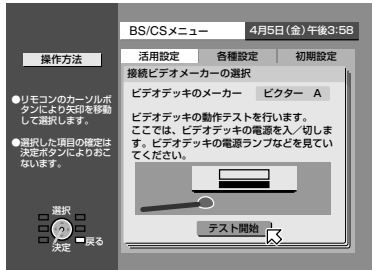 BS/CSメニュー 4月5日(金)午後3:58
操作方法
活用設定 各種設定 初期設定
接続ビデオメーカーの選択
ビデオデッキのメーカー ビクター A
●リモコンのカーソルボ
タンにより矢印を移動
して選択します。
●選択した項目の確定は
決定ボタンによりおこ
ないます。
ビデオデッキの動作テストを行います。
ここでは、ビデオデッキの電源を入／切しま
す。ビデオデッキの電源ランプなどを見てい
てください。
選択
戻る
決定
テスト開始